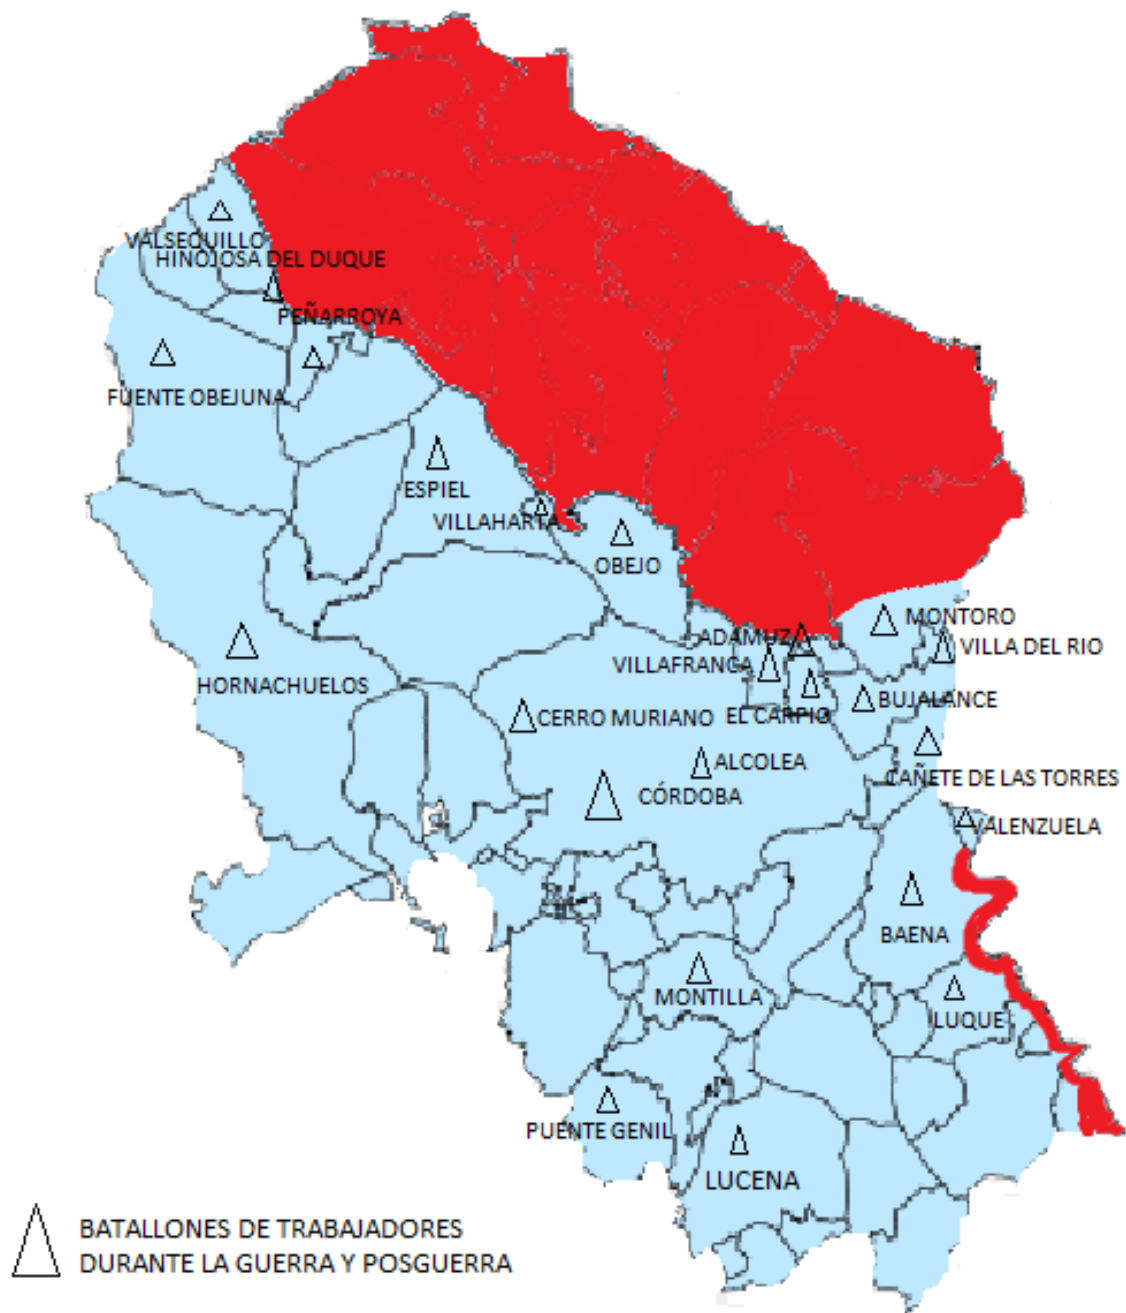 VALSEQUILLO
HINOJOSA DEL DUQUE
PEÑARROYA
FUENTE OBEJUNA
ESPIEL
VILLAHARTA
OBEJO
MONTORO
ADAMUZ
VILLA DEL RIO
VILLAFRANCA
HORNACHUELOS
BUJALANCE
EL CARPIO
CERRO MURIANO
ALCOLEA
CAÑETE DE LAS TORRES
CÓRDOBA
VALENZUELA
BAENA
MONTILLA
LUQUE
PUENTE GENIL
LUCENA
BATALLONES DE TRABAJADORES
DURANTE LA GUERRA Y POSGUERRA